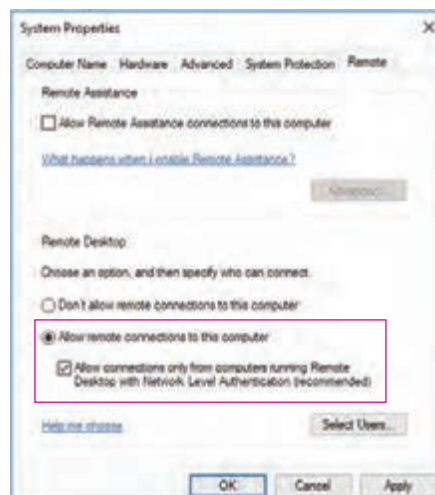 System Properties
Computer Name Hardware Advanced System Protection Remote
Remote Assistance
Allow Remote Assistance connections to this computer
What happens when I enable Remote Assistance?
Advanced...
Remote Desktop
Choose an option, and then specify who can connect.
Don't allow remote connections to this computer
Allow remote connections to this computer
Allow connections only from computers running Remote
Desktop with Network Level Authentication (recommended)
Help me choose
Select Users...
OK Cancel Apply